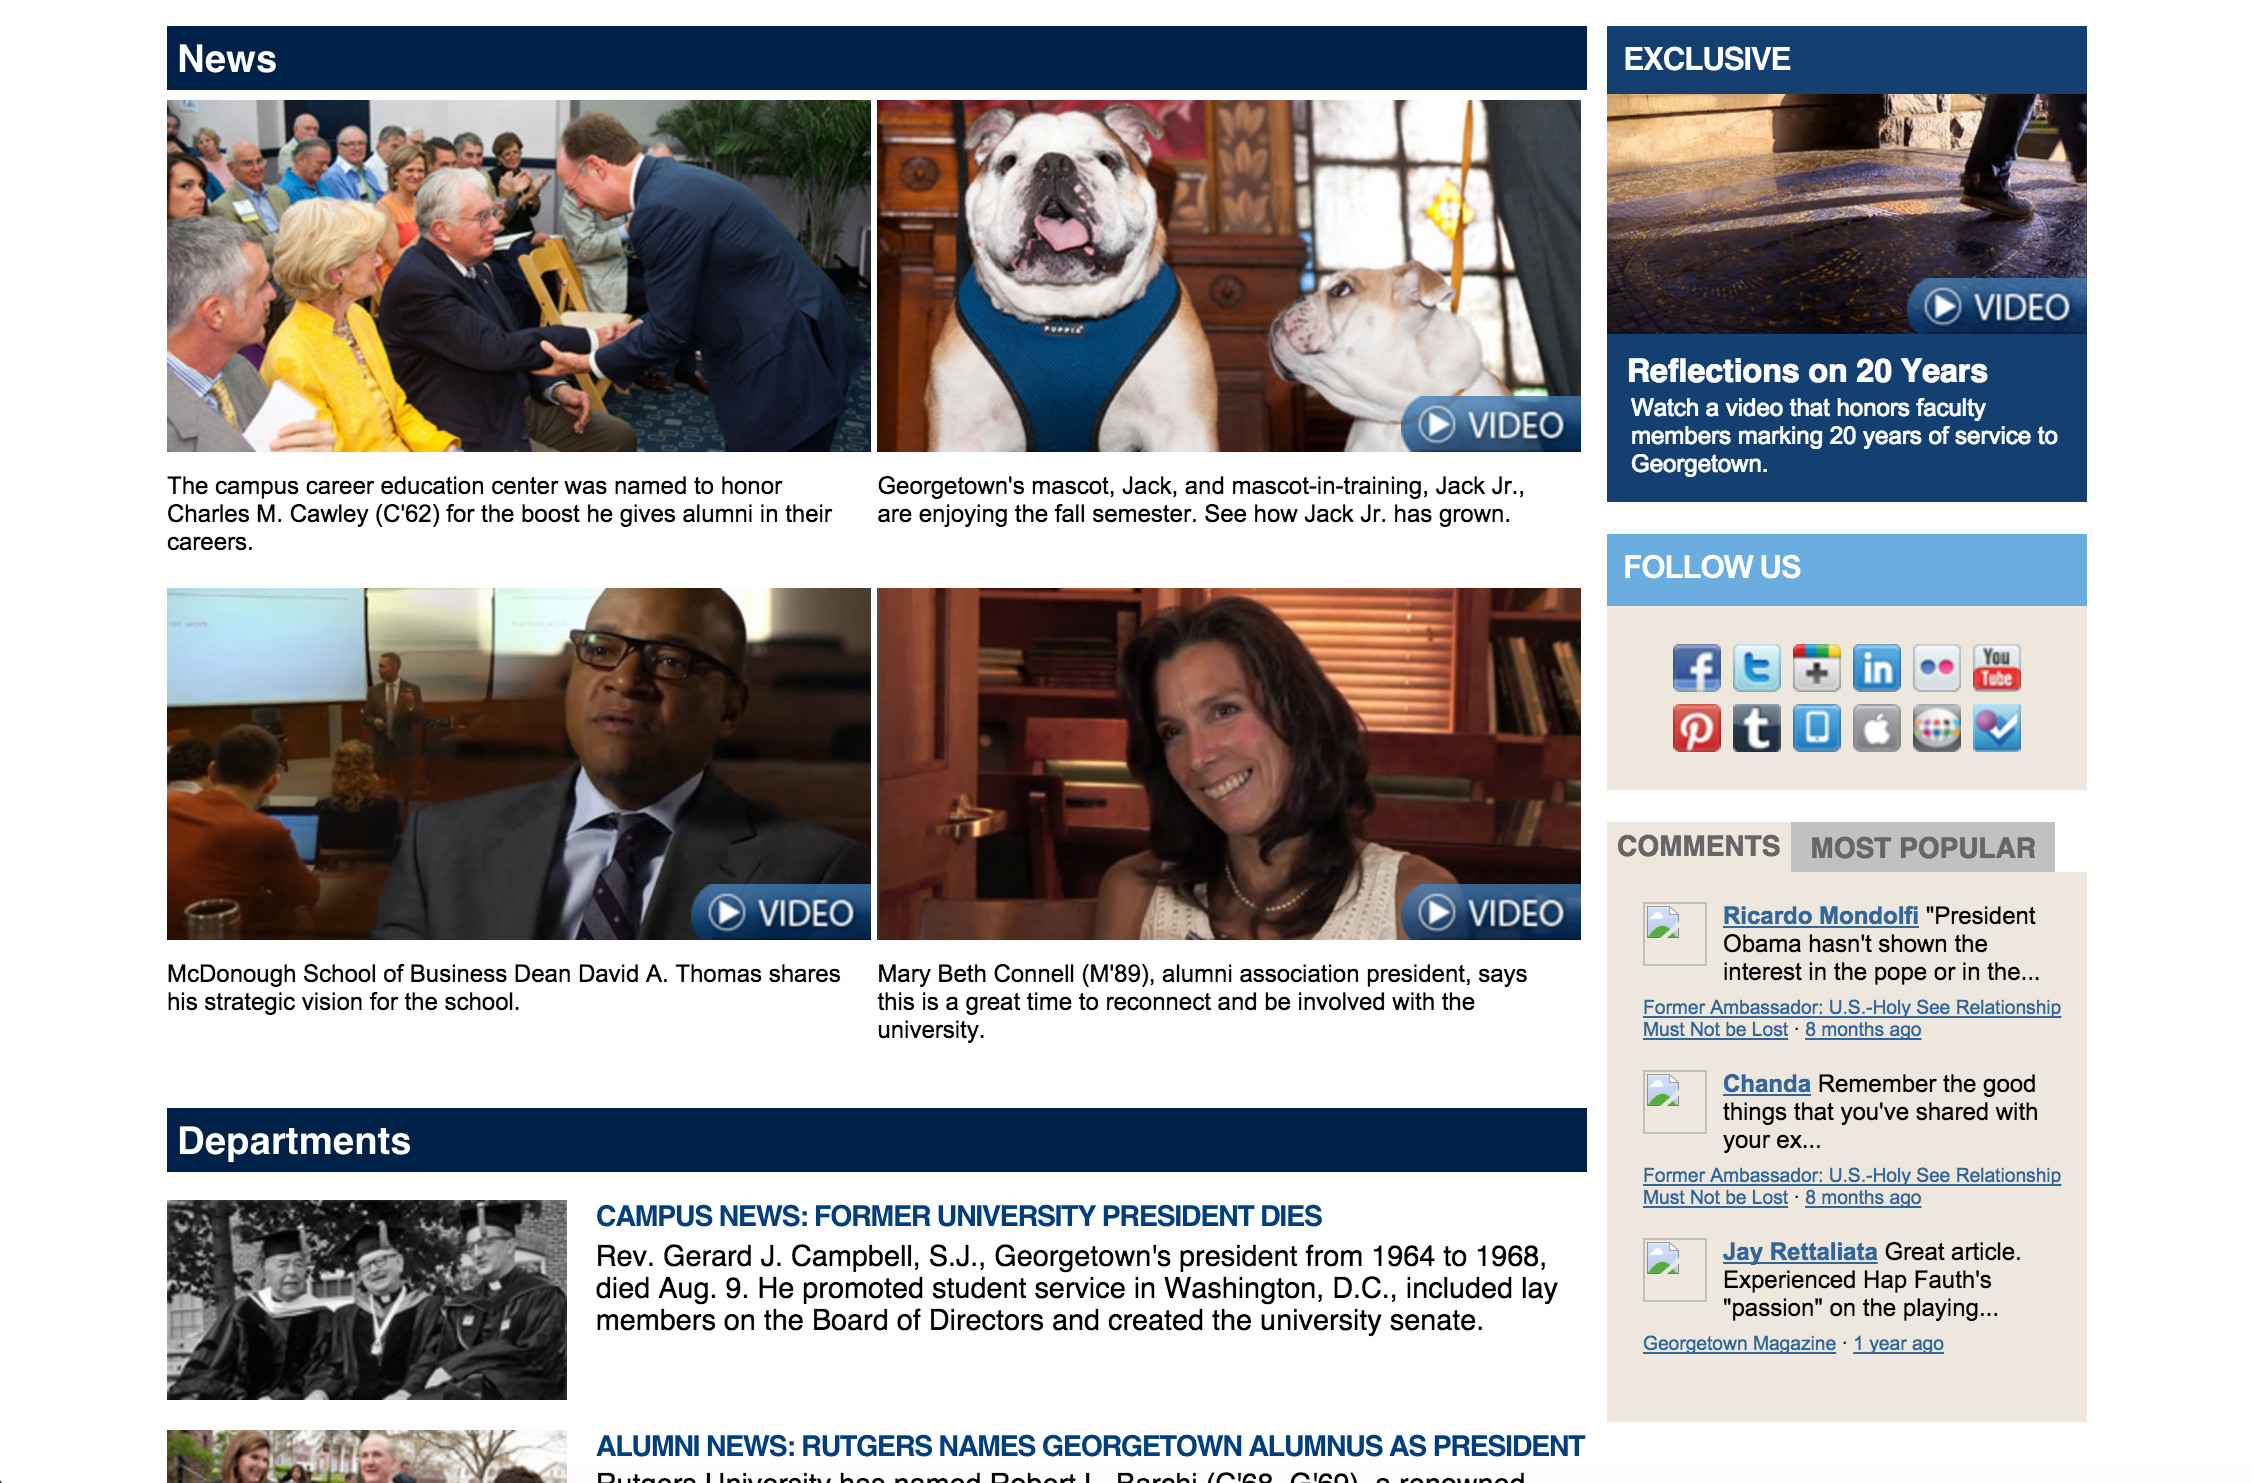 News
PUPPIA
VIDEO
The campus career education center was named to honor
Charles M. Cawley (C'62) for the boost he gives alumni in their
careers.
Georgetown's mascot, Jack, and mascot-in-training, Jack Jr.,
are enjoying the fall semester. See how Jack Jr. has grown.
VIDEO
VIDEO
McDonough School of Business Dean David A. Thomas shares
his strategic vision for the school.
Mary Beth Connell (M'89), alumni association president, says
this is a great time to reconnect and be involved with the
university.
Departments
CAMPUS NEWS: FORMER UNIVERSITY PRESIDENT DIES
Rev. Gerard J. Campbell, S.J., Georgetown's president from 1964 to 1968,
died Aug. 9. He promoted student service in Washington, D.C., included lay
members on the Board of Directors and created the university senate.
ALUMNI NEWS: RUTGERS NAMES GEORGETOWN ALUMNUS AS PRESIDENT
Rutgers University has named Robert L. Barchi (C'68, G'69), a renowned
EXCLUSIVE
VIDEO
Reflections on 20 Years
Watch a video that honors faculty
members marking 20 years of service to
Georgetown.
FOLLOW US
You
Tube
COMMENTS
MOST POPULAR
Ricardo Mondolfi "President
Obama hasn't shown the
interest in the pope or in the...
Former Ambassador: U.S.-Holy See Relationship
Must Not be Lost · 8 months ago
Chanda Remember the good
things that you've shared with
your ex...
Former Ambassador: U.S.-Holy See Relationship
Must Not be Lost · 8 months ago
Jay Rettaliata Great article.
Experienced Hap Fauth's
"passion" on the playing...
Georgetown Magazine · 1 year ago